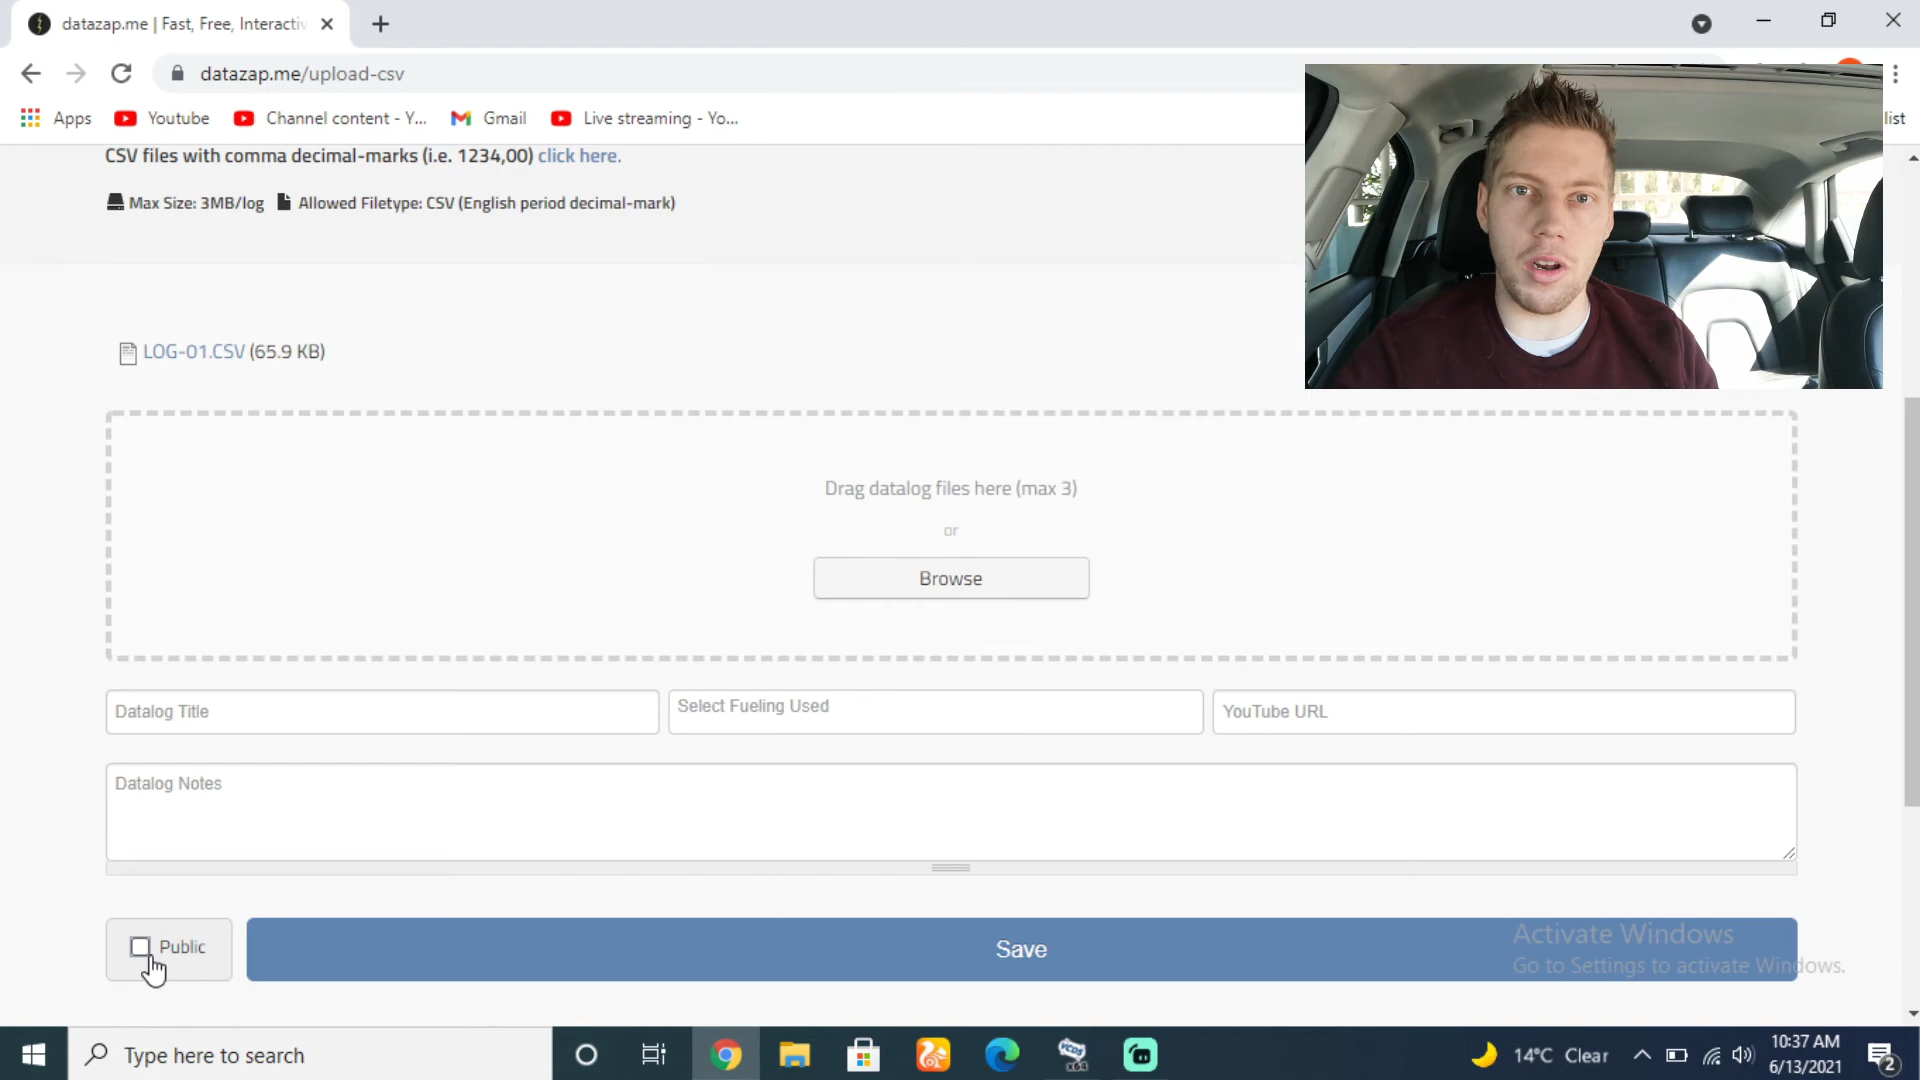 datazap.me | Fast, Free, Interactiv
datazap.me/upload-csv
Apps
Youtube
Channel content - Y...
Gmail
Live streaming - Yo...
list
CSV files with comma decimal-marks (i.e. 1234,00) click here.
Max Size: 3MB/log Allowed Filetype: CSV (English period decimal-mark)
LOG-01.CSV (65.9 KB)
Drag datalog files here (max 3)
or
Browse
Datalog Title
Select Fueling Used
YouTube URL
Datalog Notes
Public
Save
Activate Windows
Go to Settings to activate Windows.
Type here to search
VCDS
x64
14°C Clear
10:37 AM
6/13/2021
2